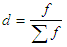 d = f / ∑ f